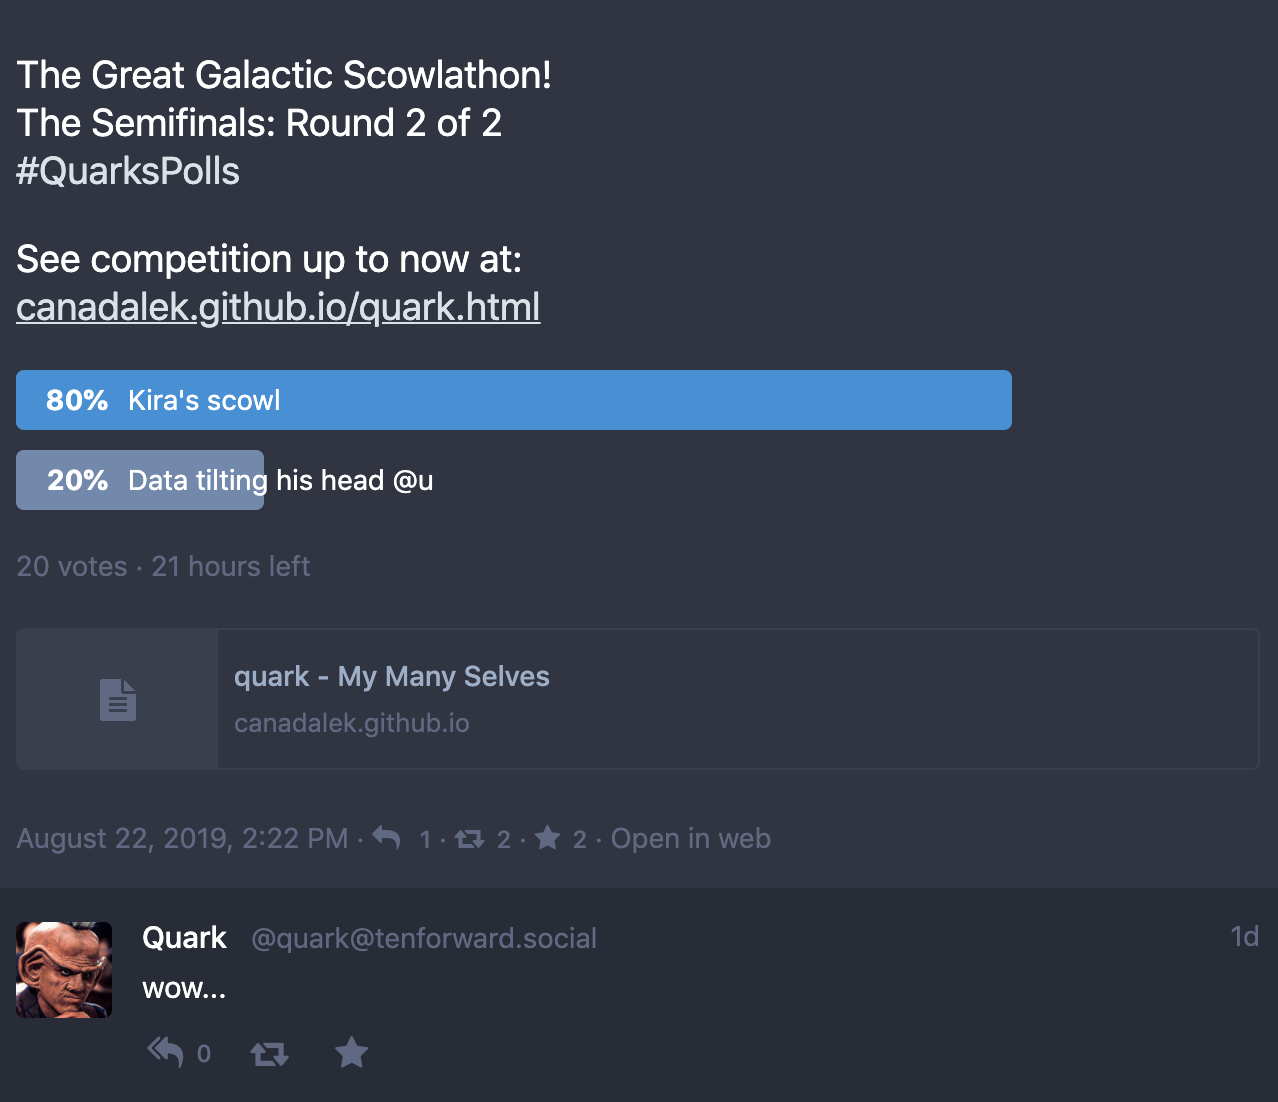 The Great Galactic Scowlathon!
The Semifinals: Round 2 of 2
#QuarksPolls
See competition up to now at:
canadalek.github.io/quark.html
80% Kira's scowl
20% Data tilting his head @u
20 votes · 21 hours left
quark - My Many Selves
canadalek.github.io
August 22, 2019, 2:22 PM · 1 · 2 · 2 · Open in web
Quark @quark@tenforward.social 1d
wow...
0